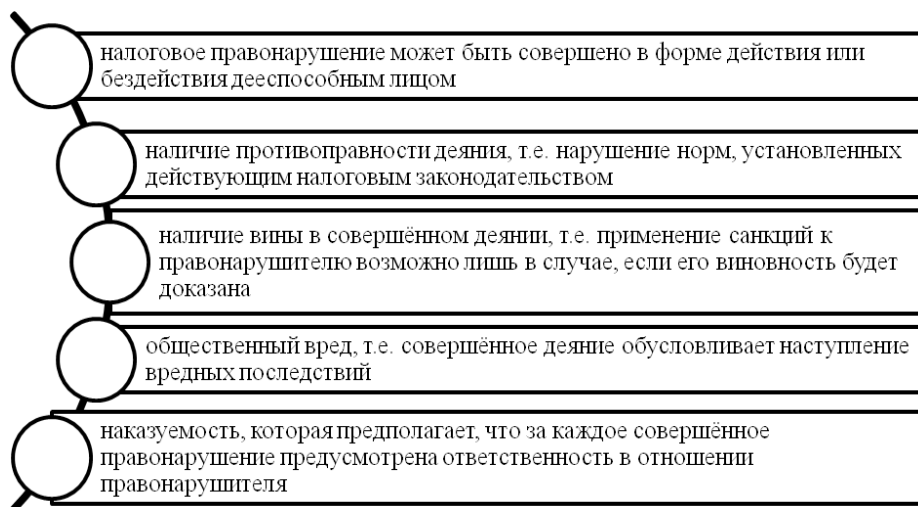 налоговое правонарушение может быть совершено в форме действия или
бездействия дееспособным лицом
наличие противоправности деяния, т.е. нарушение норм, установленных
действующим налоговым законодательством
наличие вины в совершённом деянии, т.е. применение санкций к
правонарушителю возможно лишь в случае, если его виновность будет
доказана
общественный вред, т.е. совершённое деяние обусловливает наступление
вредных последствий
наказуемость, которая предполагает, что за каждое совершённое
правонарушение предусмотрена ответственность в отношении
правонарушителя